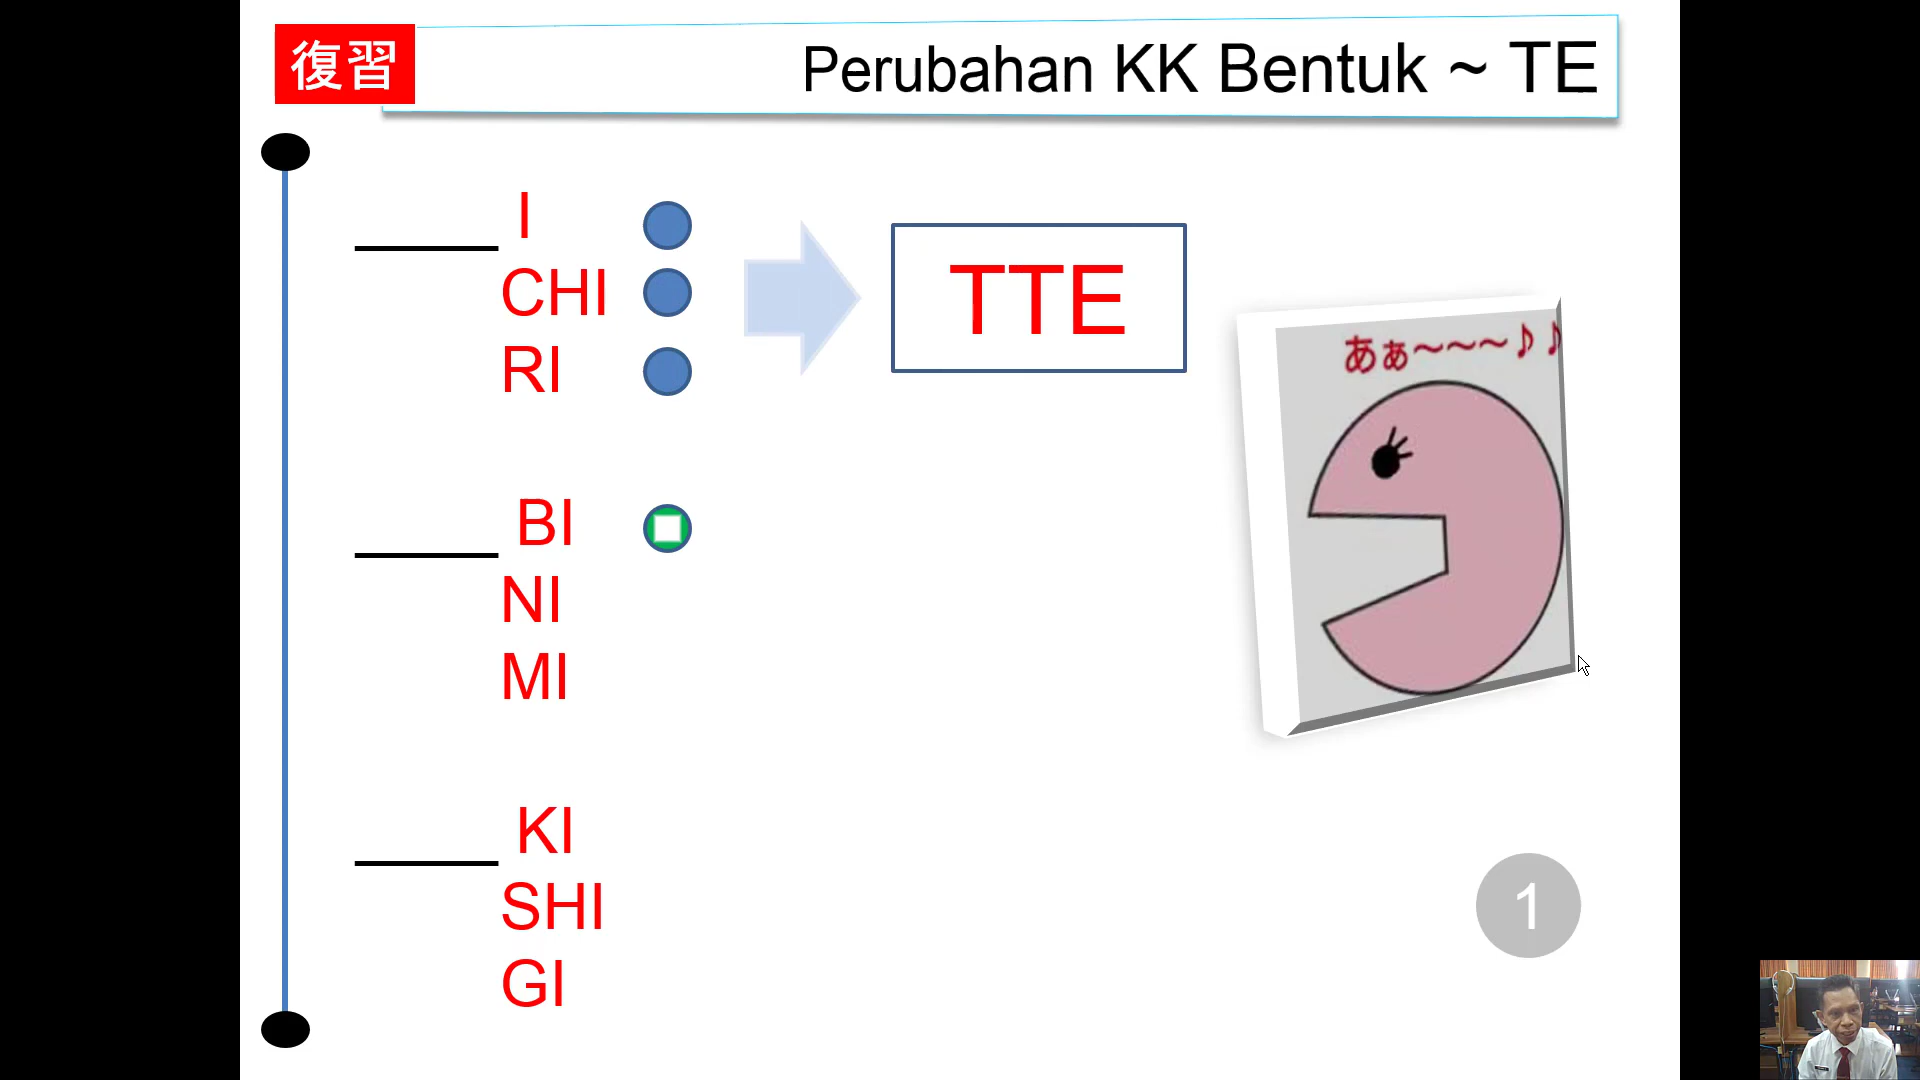 復習
Perubahan KK Bentuk ~ TE
I
CHI
RI
TTE
あぁ～～～♪♪
BI
NI
MI
KI
SHI
GI
1